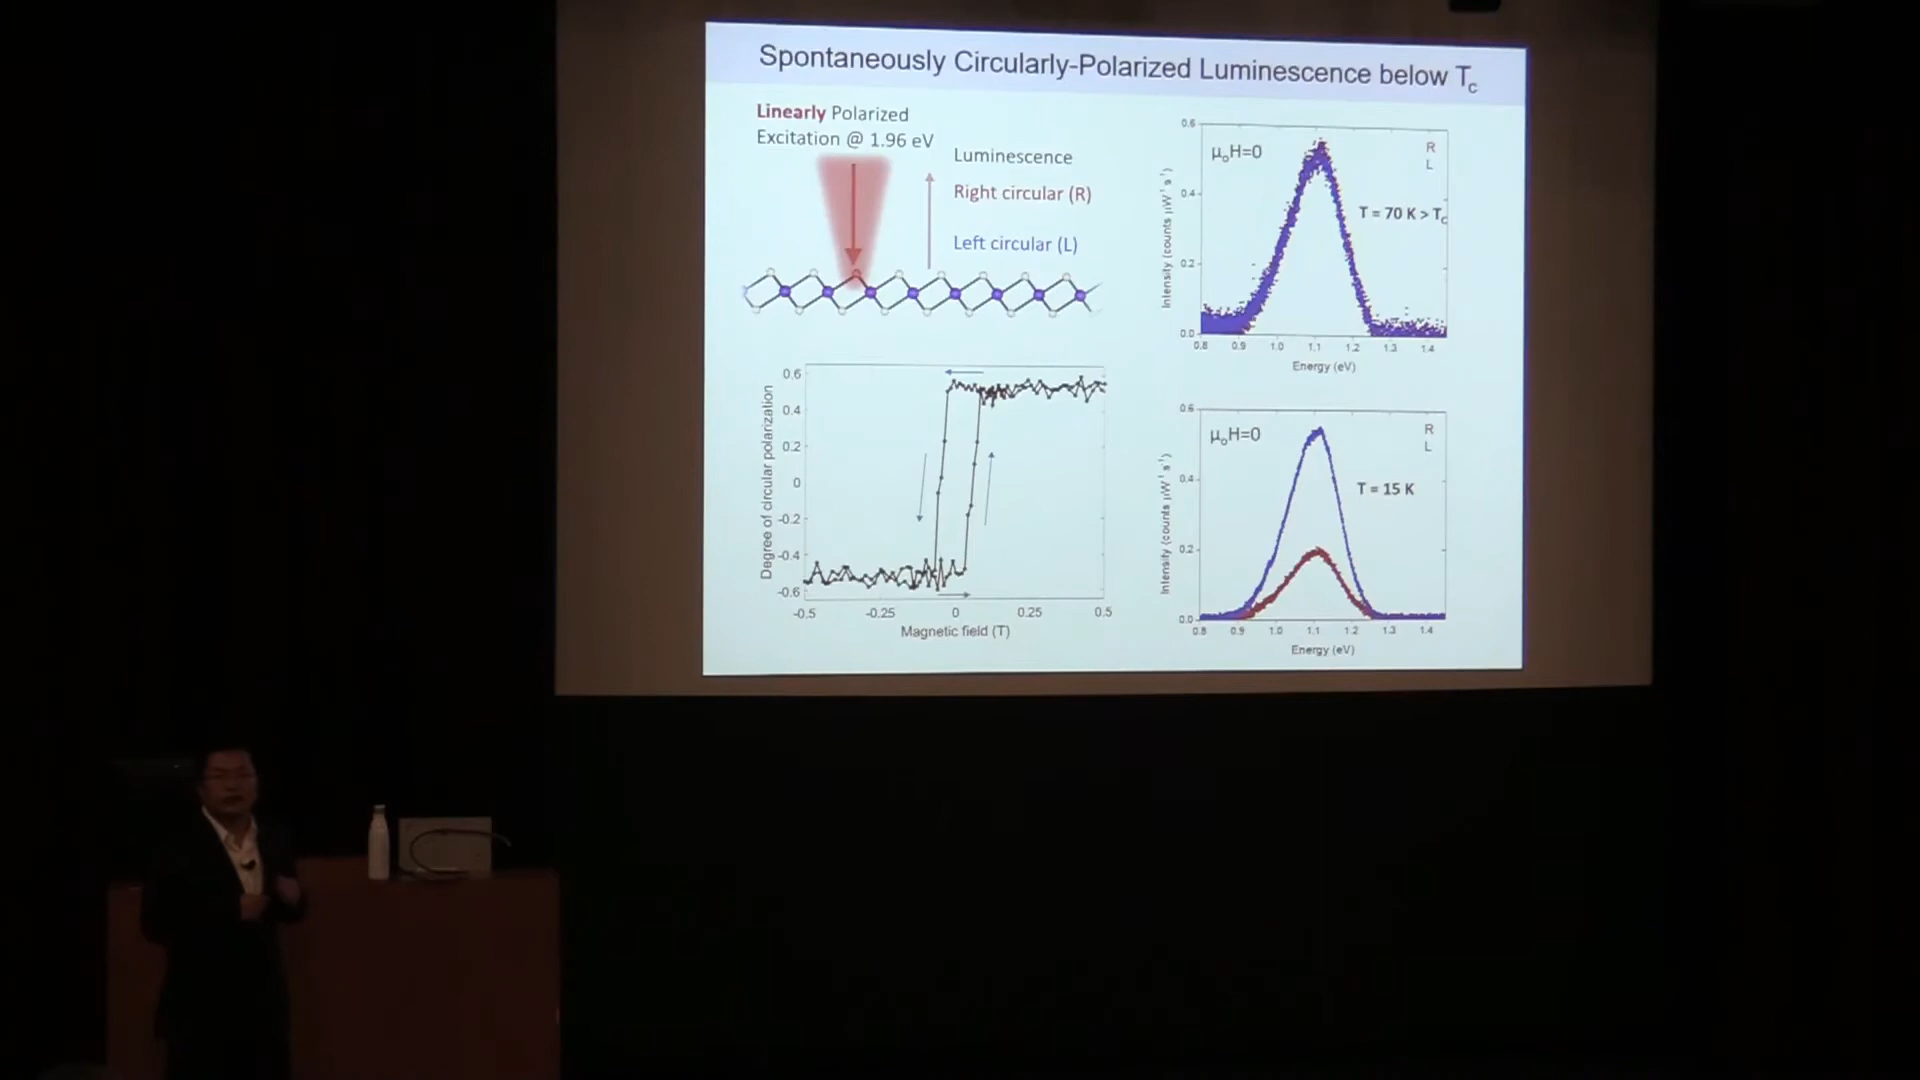 Spontaneously Circularly-Polarized Luminescence below Tc
Linearly Polarized
Excitation @ 1.96 eV
Luminescence
Right circular (R)
Left circular (L)
0.6
0.4
0.2
0.0
Intensity (counts μW⁻¹ s⁻¹)
μoH=0
R
L
T = 70 K > Tc
0.8 0.9 1.0 1.1 1.2 1.3 1.4
Energy (eV)
0.6
0.4
0.2
0
-0.2
-0.4
-0.6
Degree of circular polarization
-0.5 -0.25 0 0.25 0.5
Magnetic field (T)
0.6
0.4
0.2
0.0
Intensity (counts μW⁻¹ s⁻¹)
μoH=0
R
L
T = 15 K
0.8 0.9 1.0 1.1 1.2 1.3 1.4
Energy (eV)